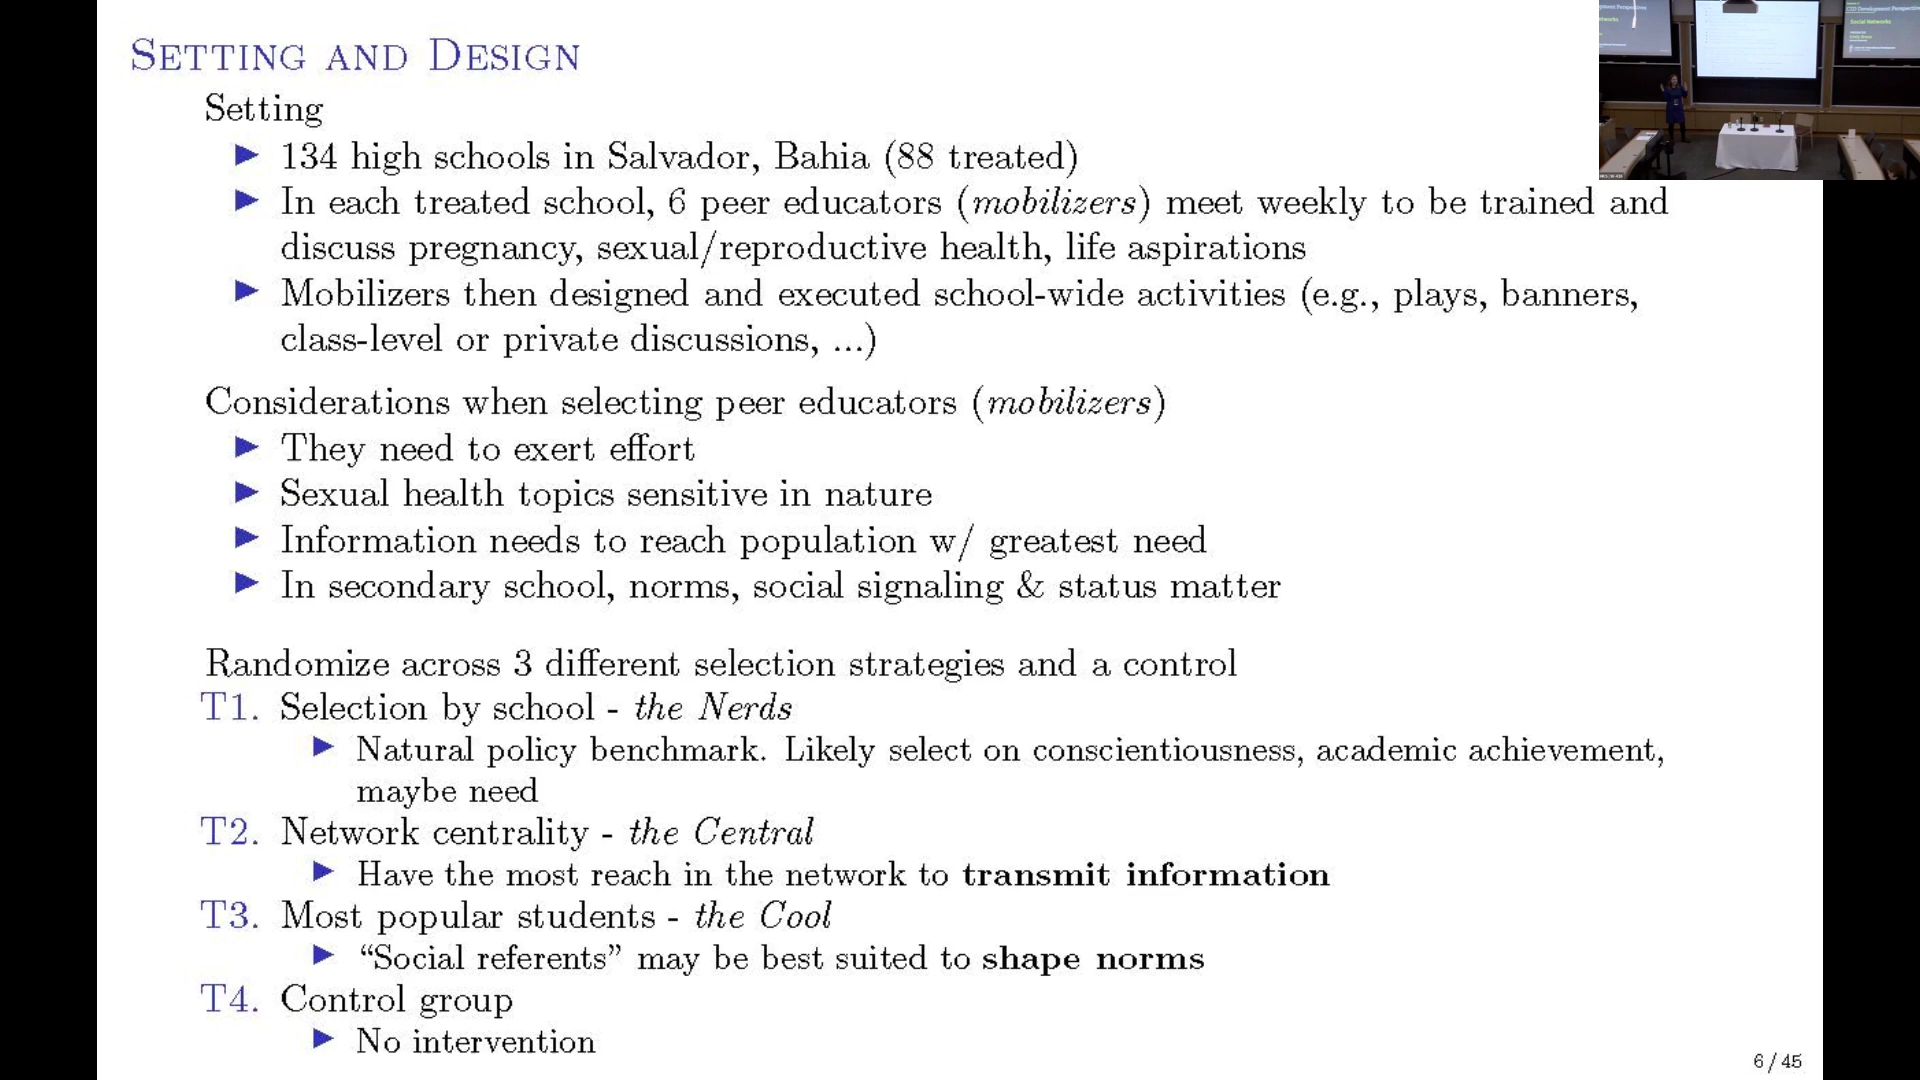 SETTING AND DESIGN
Setting
▶ 134 high schools in Salvador, Bahia (88 treated)
▶ In each treated school, 6 peer educators (mobilizers) meet weekly to be trained and
discuss pregnancy, sexual/reproductive health, life aspirations
▶ Mobilizers then designed and executed school-wide activities (e.g., plays, banners,
class-level or private discussions, ...)
Considerations when selecting peer educators (mobilizers)
▶ They need to exert effort
▶ Sexual health topics sensitive in nature
▶ Information needs to reach population w/ greatest need
▶ In secondary school, norms, social signaling & status matter
Randomize across 3 different selection strategies and a control
T1. Selection by school - the Nerds
▶ Natural policy benchmark. Likely select on conscientiousness, academic achievement,
maybe need
T2. Network centrality - the Central
▶ Have the most reach in the network to transmit information
T3. Most popular students - the Cool
▶ “Social referents” may be best suited to shape norms
T4. Control group
▶ No intervention
6 / 45
CID Development Perspectives
Social Networks